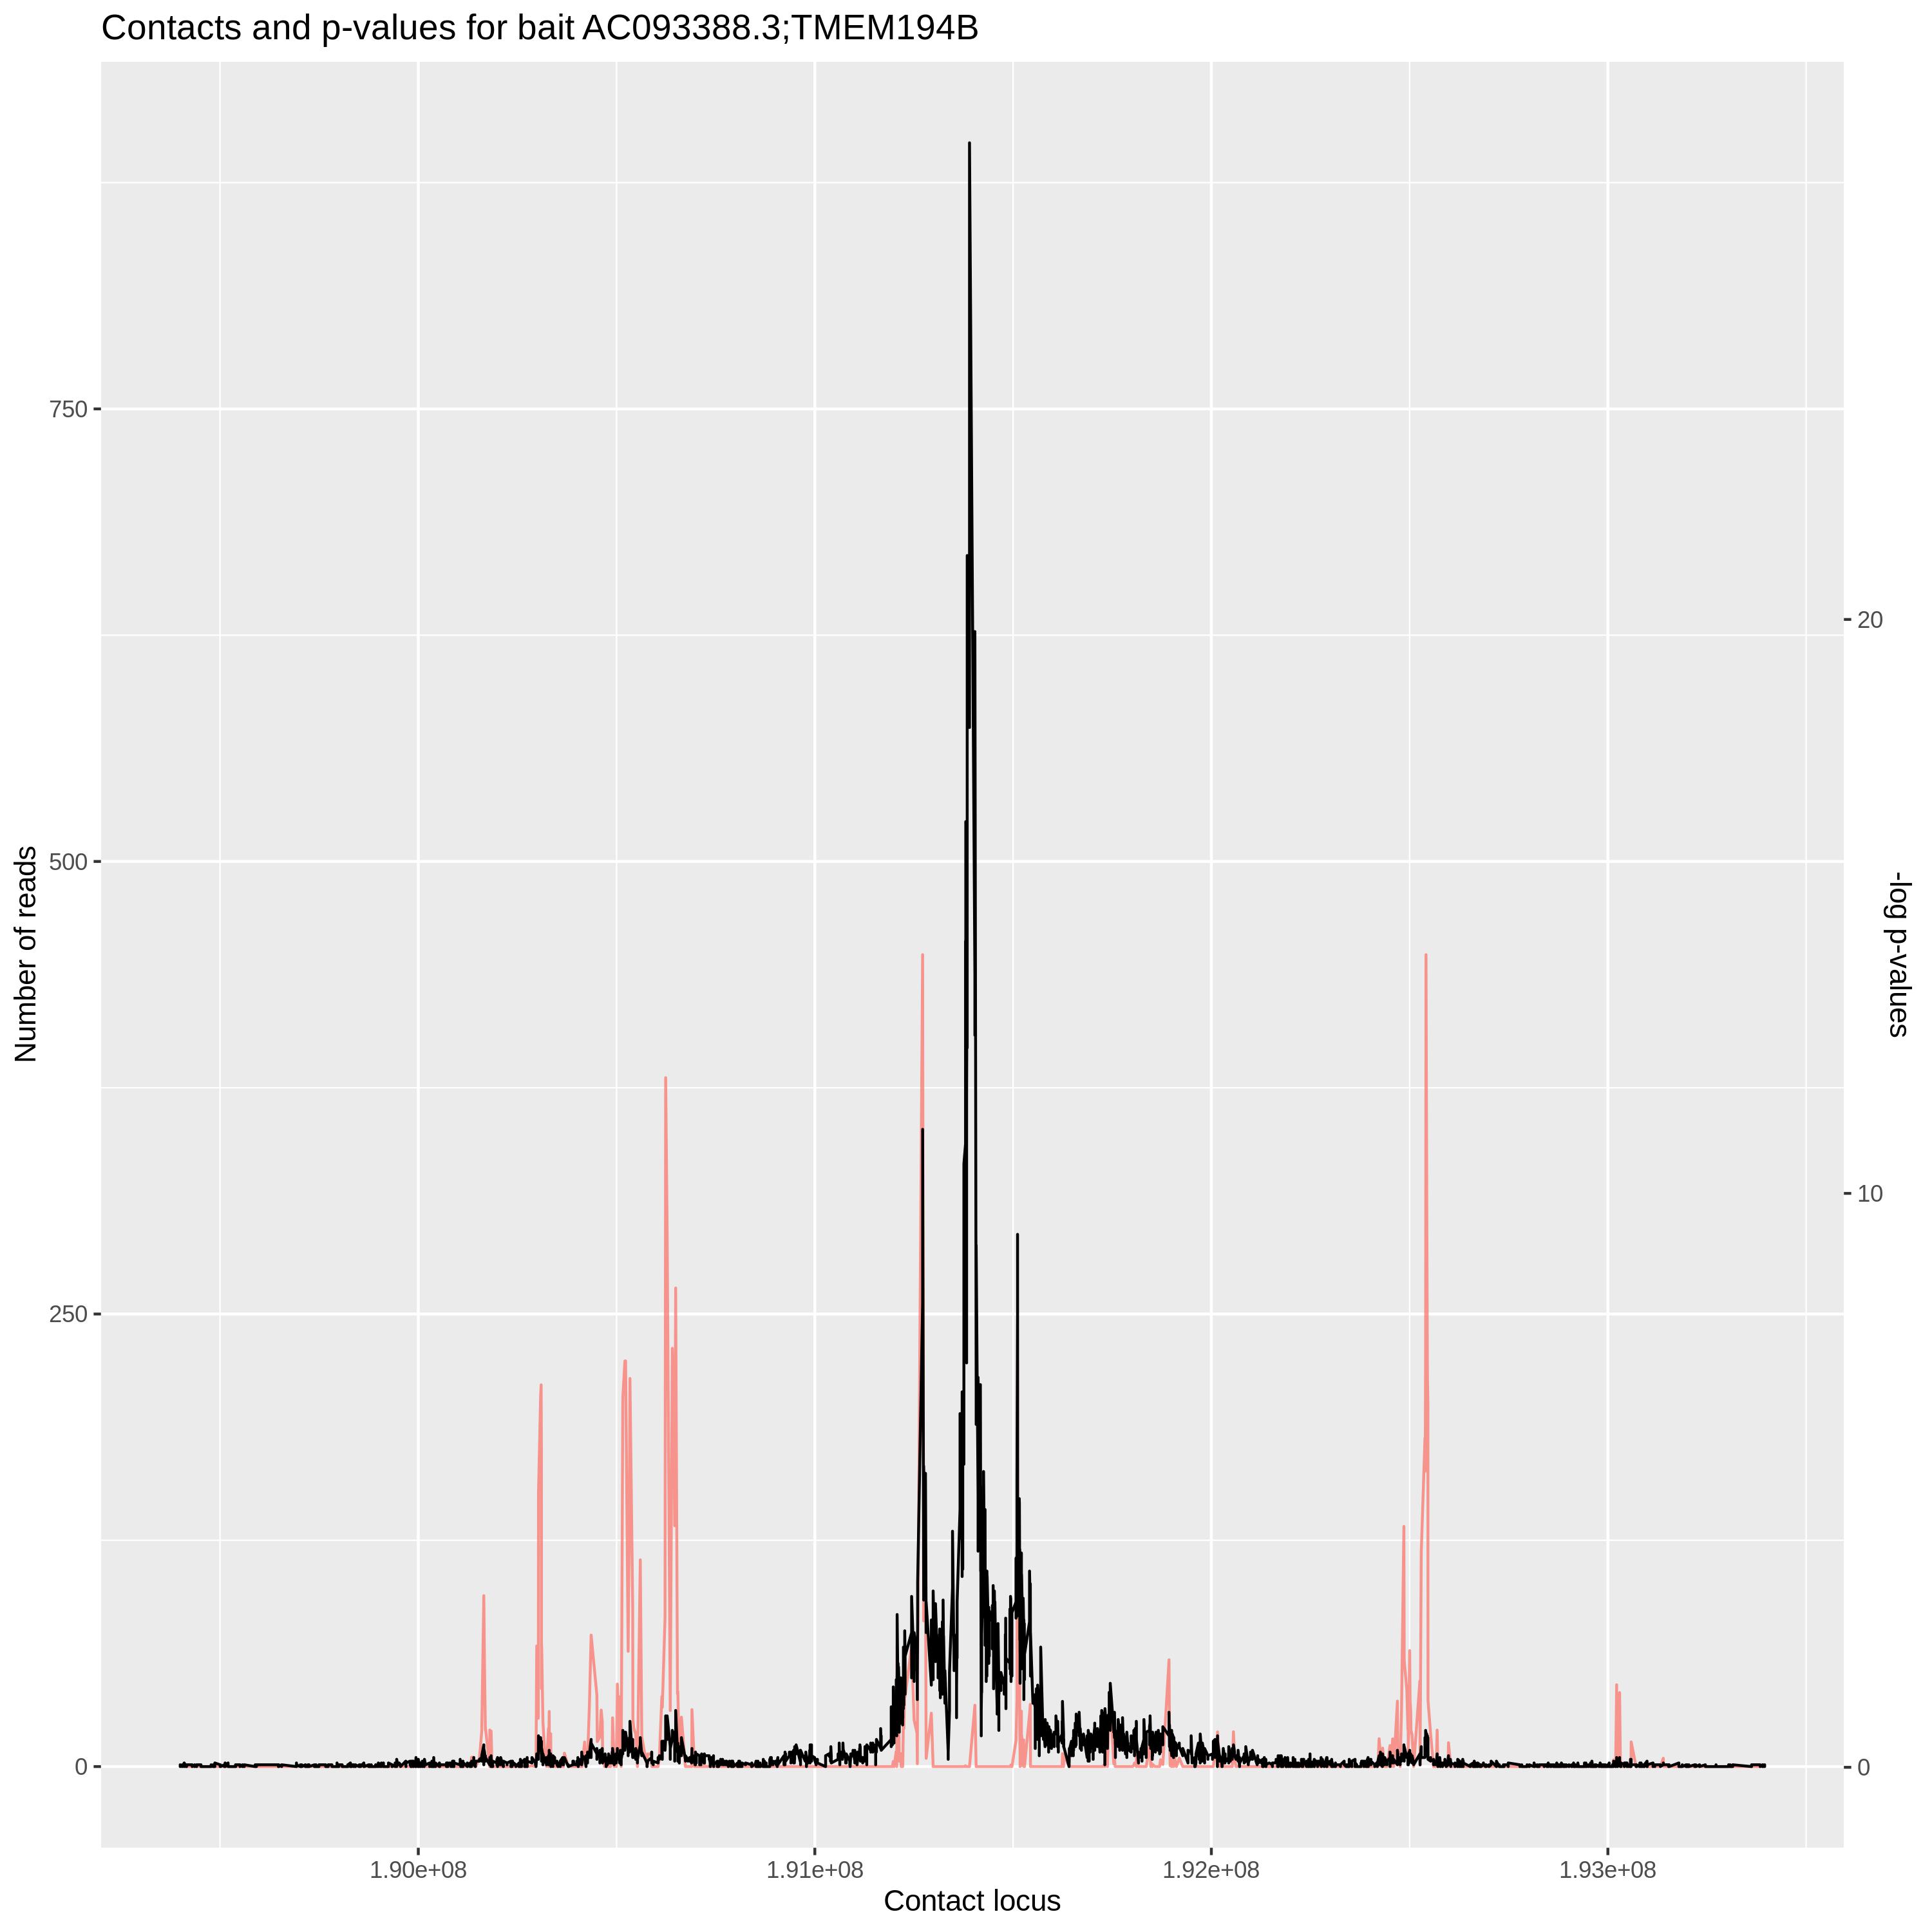 Contacts and p-values for bait AC093388.3;TMEM194B
750
500
250
0
Number of reads
20
10
0
-log p-values
1.90e+08
1.91e+08
1.92e+08
1.93e+08
Contact locus